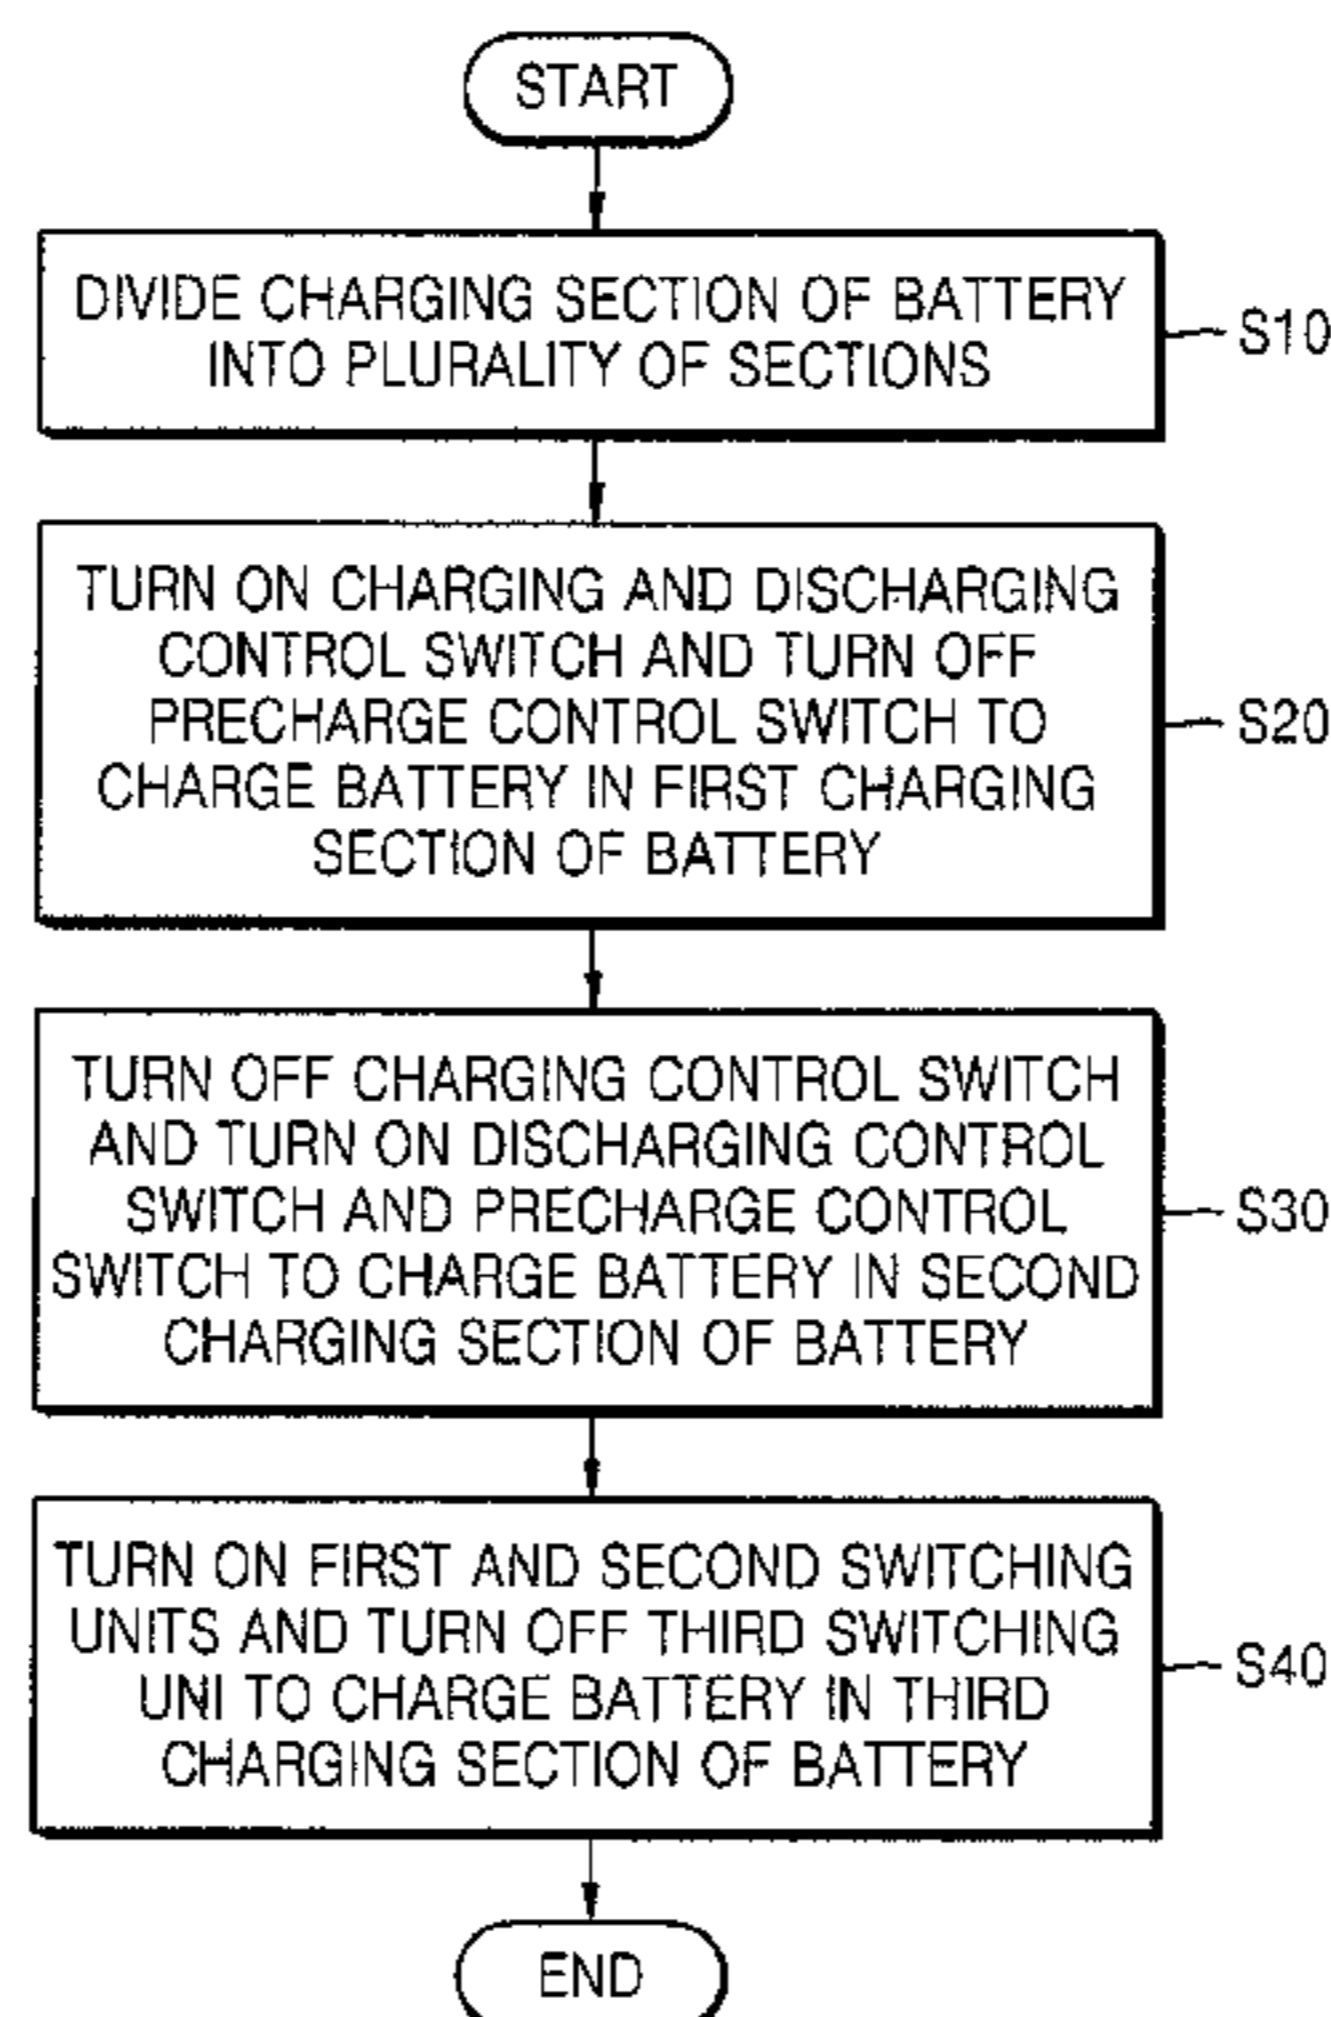 START
DIVIDE CHARGING SECTION OF BATTERY
INTO PLURALITY OF SECTIONS
S10
TURN ON CHARGING AND DISCHARGING
CONTROL SWITCH AND TURN OFF
PRECHARGE CONTROL SWITCH TO
CHARGE BATTERY IN FIRST CHARGING
SECTION OF BATTERY
S20
TURN OFF CHARGING CONTROL SWITCH
AND TURN ON DISCHARGING CONTROL
SWITCH AND PRECHARGE CONTROL
SWITCH TO CHARGE BATTERY IN SECOND
CHARGING SECTION OF BATTERY
S30
TURN ON FIRST AND SECOND SWITCHING
UNITS AND TURN OFF THIRD SWITCHING
UNI TO CHARGE BATTERY IN THIRD
CHARGING SECTION OF BATTERY
S40
END